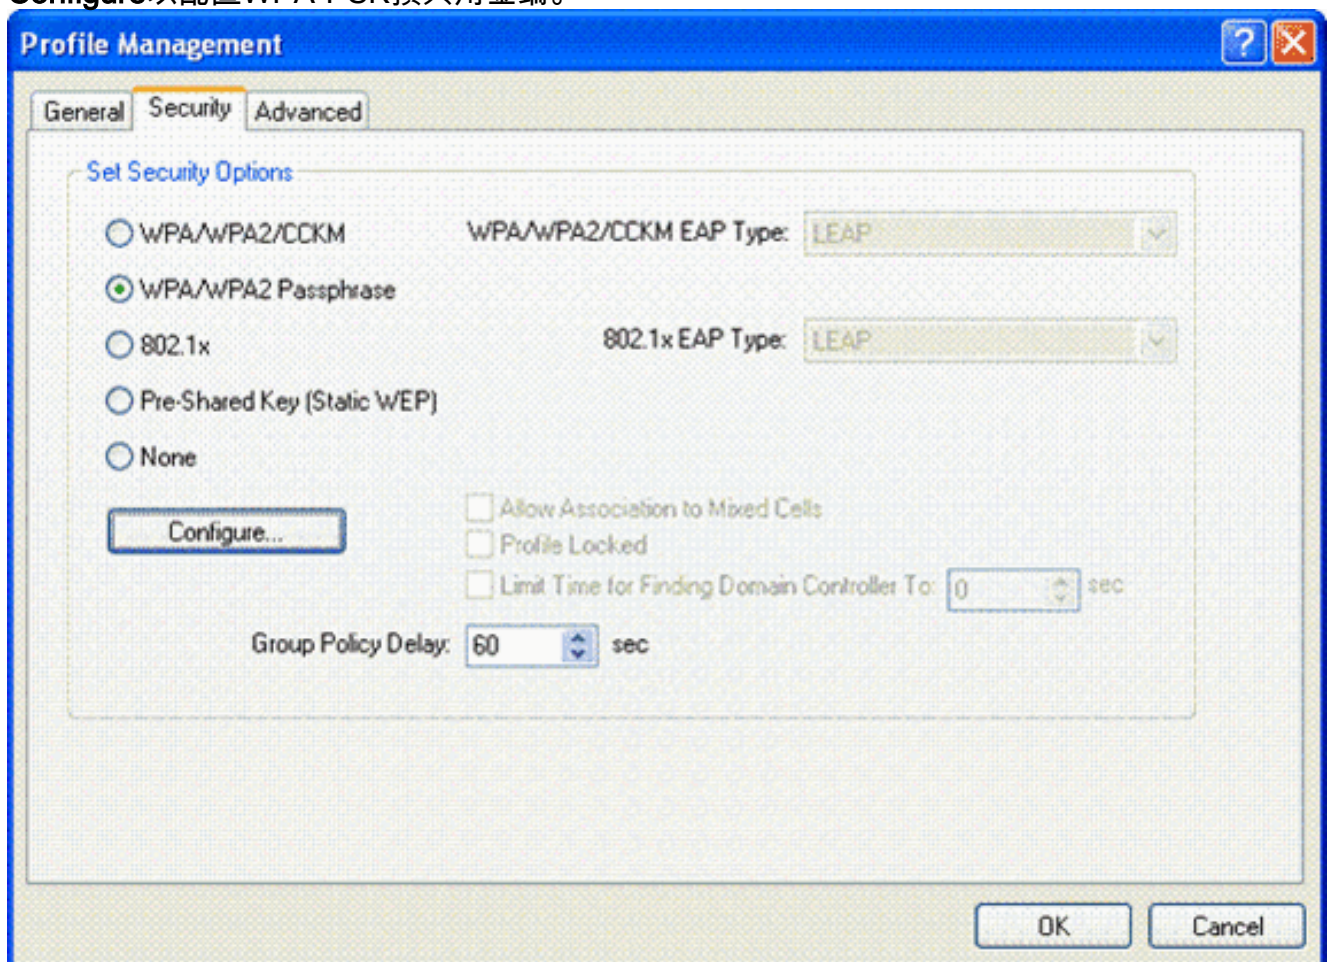 Profile Management
General Security Advanced
Set Security Options
WPA/WPA2/CCKM WPA/WPA2/CCKM EAP Type: LEAP
WPA/WPA2 Passphrase
802.1x 802.1x EAP Type: LEAP
Pre-Shared Key (Static WEP)
None
Configure... Allow Association to Mixed Cells
Profile Locked
Limit Time for Finding Domain Controller To: 0 sec
Group Policy Delay: 60 sec
OK Cancel